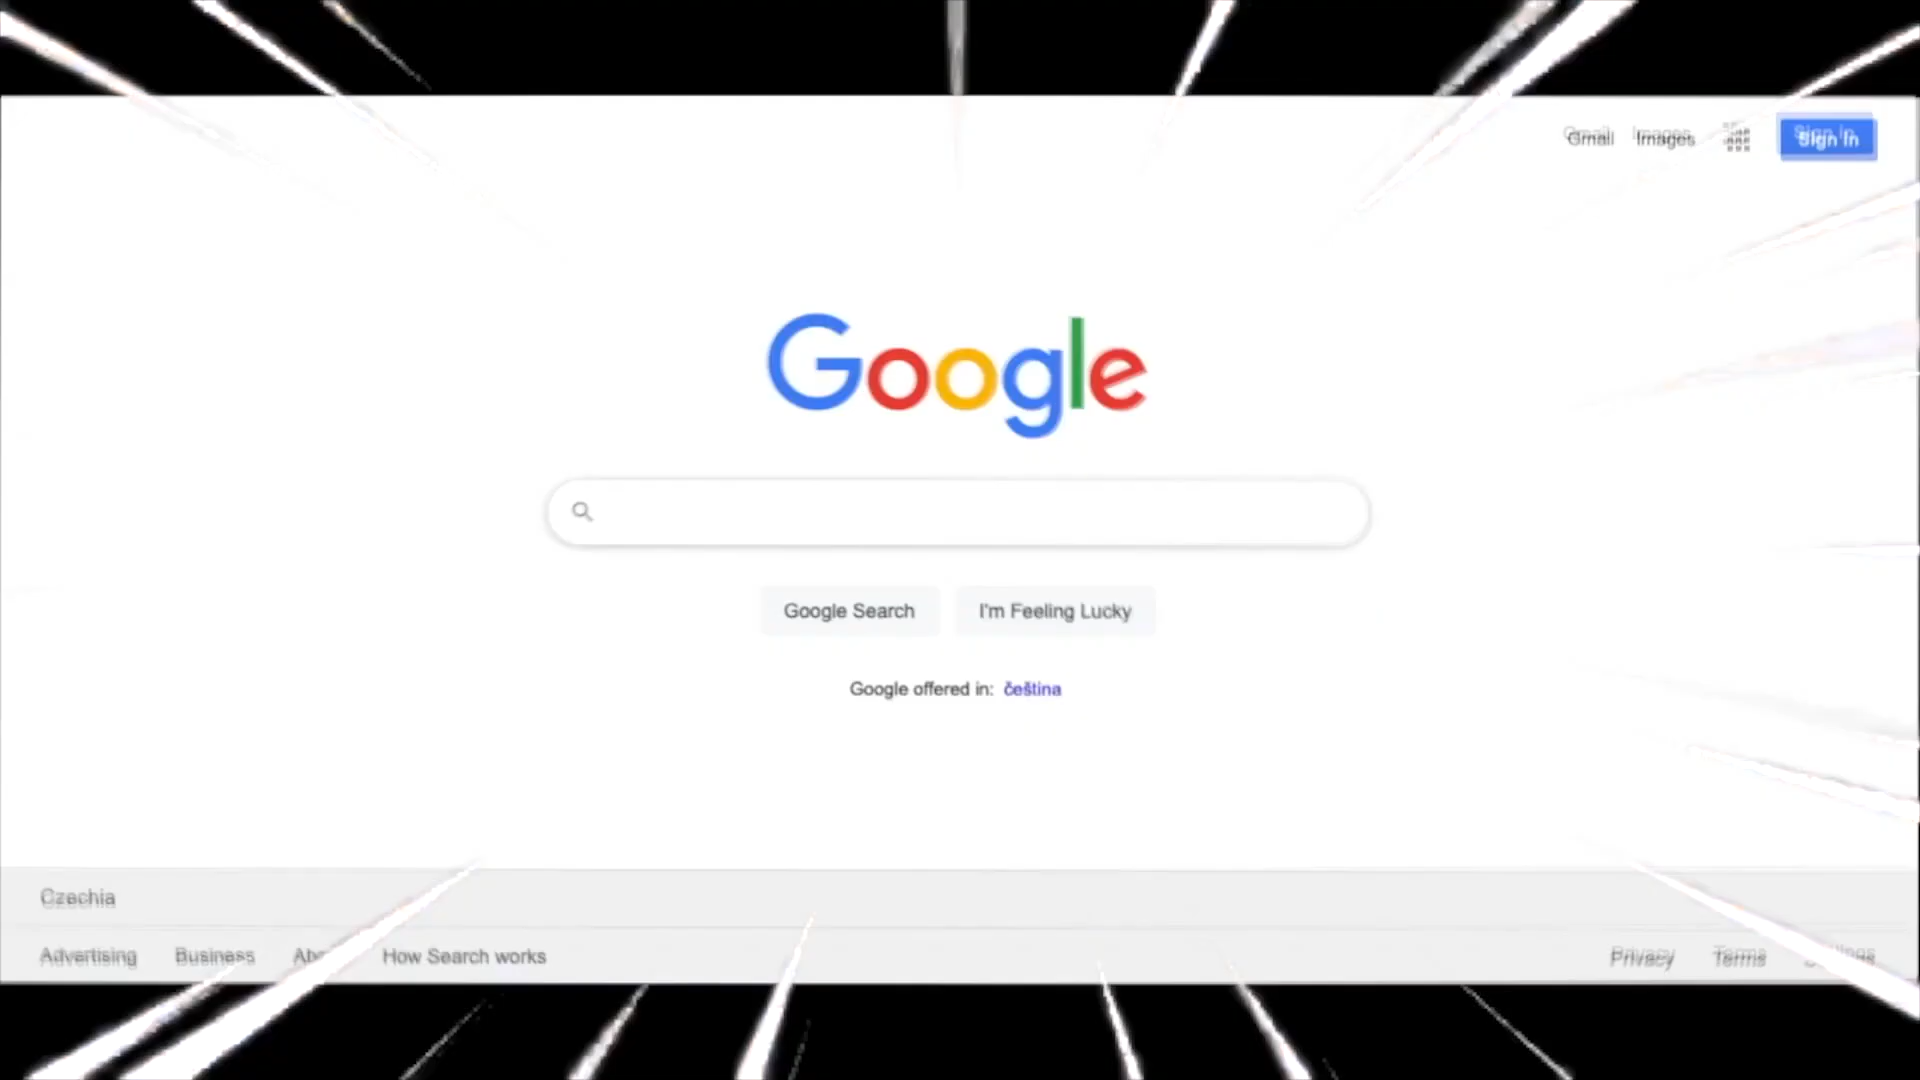 Gmail Images Sign in
Google
Google Search I'm Feeling Lucky
Google offered in: čeština
Czechia
Advertising Business How Search works Privacy Terms